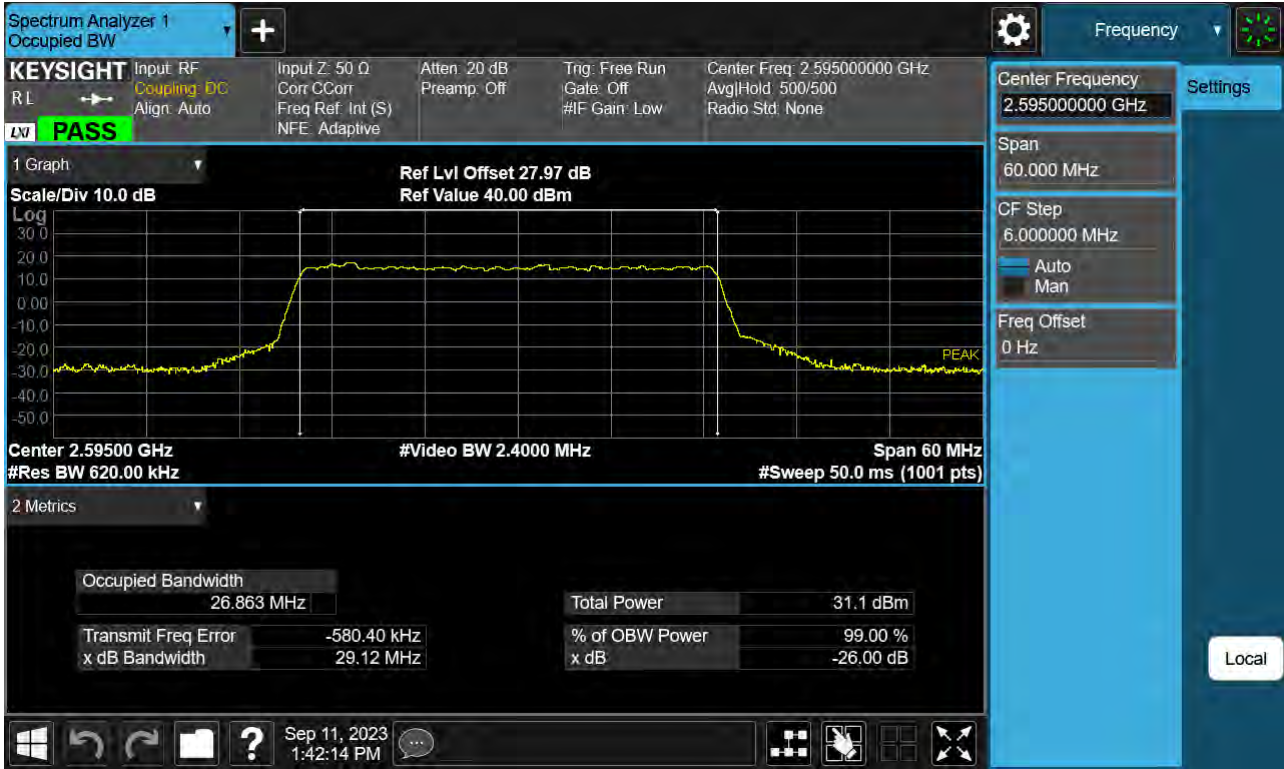 Spectrum Analyzer 1
Occupied BW
+
Frequency
KEYSIGHT
RL
LXI
PASS
Input: RF
Coupling: DC
Align: Auto
Input Z: 50 Ω
Corr CCorr
Freq Ref: Int (S)
NFE: Adaptive
Atten: 20 dB
Preamp: Off
Trig: Free Run
Gate: Off
#IF Gain: Low
Center Freq: 2.595000000 GHz
Avg|Hold: 500/500
Radio Std: None
Center Frequency
2.595000000 GHz
Settings
Span
60.000 MHz
CF Step
6.000000 MHz
Auto
Man
Freq Offset
0 Hz
Local
1 Graph
Scale/Div 10.0 dB
Ref Lvl Offset 27.97 dB
Ref Value 40.00 dBm
Log
30.0
20.0
10.0
0.00
-10.0
-20.0
-30.0
-40.0
-50.0
PEAK
Center 2.59500 GHz
#Video BW 2.4000 MHz
Span 60 MHz
#Res BW 620.00 kHz
#Sweep 50.0 ms (1001 pts)
2 Metrics
Occupied Bandwidth
26.863 MHz
Total Power 31.1 dBm
Transmit Freq Error -580.40 kHz
% of OBW Power 99.00 %
x dB Bandwidth 29.12 MHz
x dB -26.00 dB
?
Sep 11, 2023
1:42:14 PM